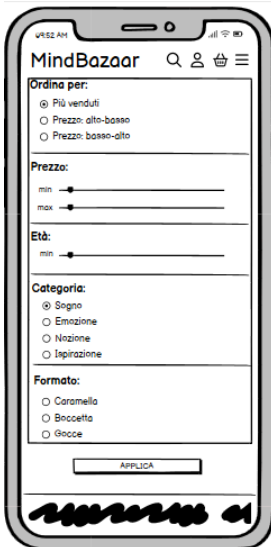 09:52 AM
MindBazaar
Ordina per:
Più venduti
Prezzo: alto-basso
Prezzo: basso-alto
Prezzo:
min
max
Età:
min
Categoria:
Sogno
Emozione
Nozione
Ispirazione
Formato:
Caramella
Boccetta
Gocce
APPLICA